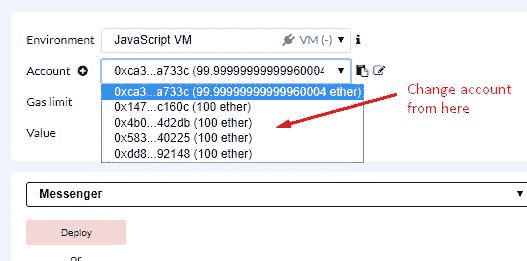 Environment JavaScript VM VM (-)
Account 0xca3...a733c (99.99999999999960004
0xca3...a733c (99.99999999999960004 ether)
Gas limit 0x147...c160c (100 ether)
0x4b0...4d2db (100 ether)
Value 0x583...40225 (100 ether)
0xdd8...92148 (100 ether)
Change account
from here
Messenger
Deploy
or